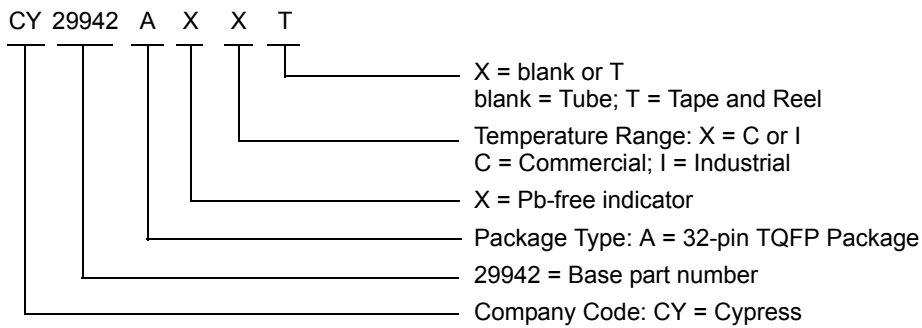 CY 29942 A X X T
X = blank or T
blank = Tube; T = Tape and Reel
Temperature Range: X = C or I
C = Commercial; I = Industrial
X = Pb-free indicator
Package Type: A = 32-pin TQFP Package
29942 = Base part number
Company Code: CY = Cypress